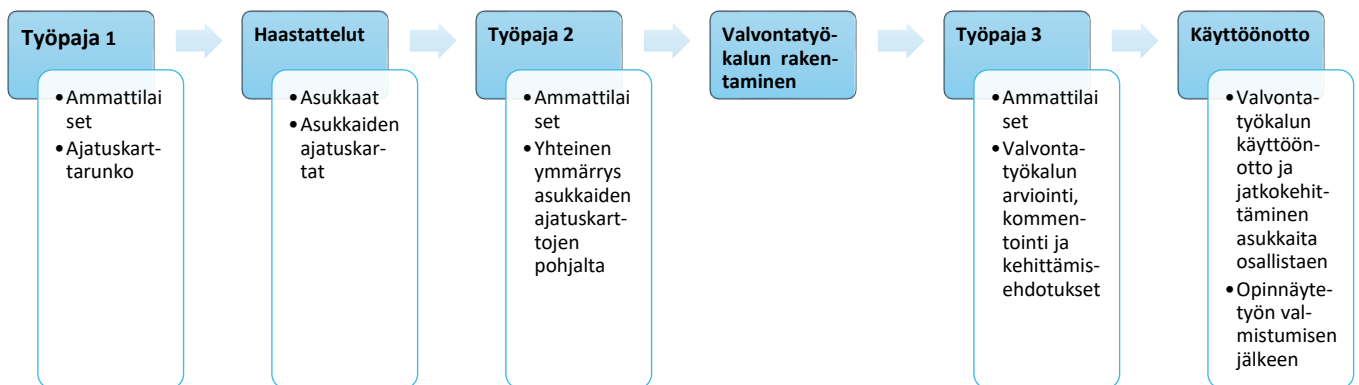 Työpaja 1
• Ammattilai
set
• Ajatuskart-
tarunko
Haastattelut
• Asukkaat
• Asukkaiden
ajatuskar-
tat
Työpaja 2
• Ammattilai
set
• Yhteinen
ymmärrys
asukkaiden
ajatuskart-
tojen
pohjalta
Valvontatyö-
kalun raken-
taminen
Työpaja 3
• Ammattilai
set
• Valvonta-
työkalun
arviointi,
kommen-
tointi ja
kehittämis-
ehdotukset
Käyttöönotto
• Valvonta-
työkalun
käyttöön-
otto ja
jatkokehit-
täminen
asukkaita
osallistaen
• Opinnäyte-
työn val-
mistumisen
jälkeen